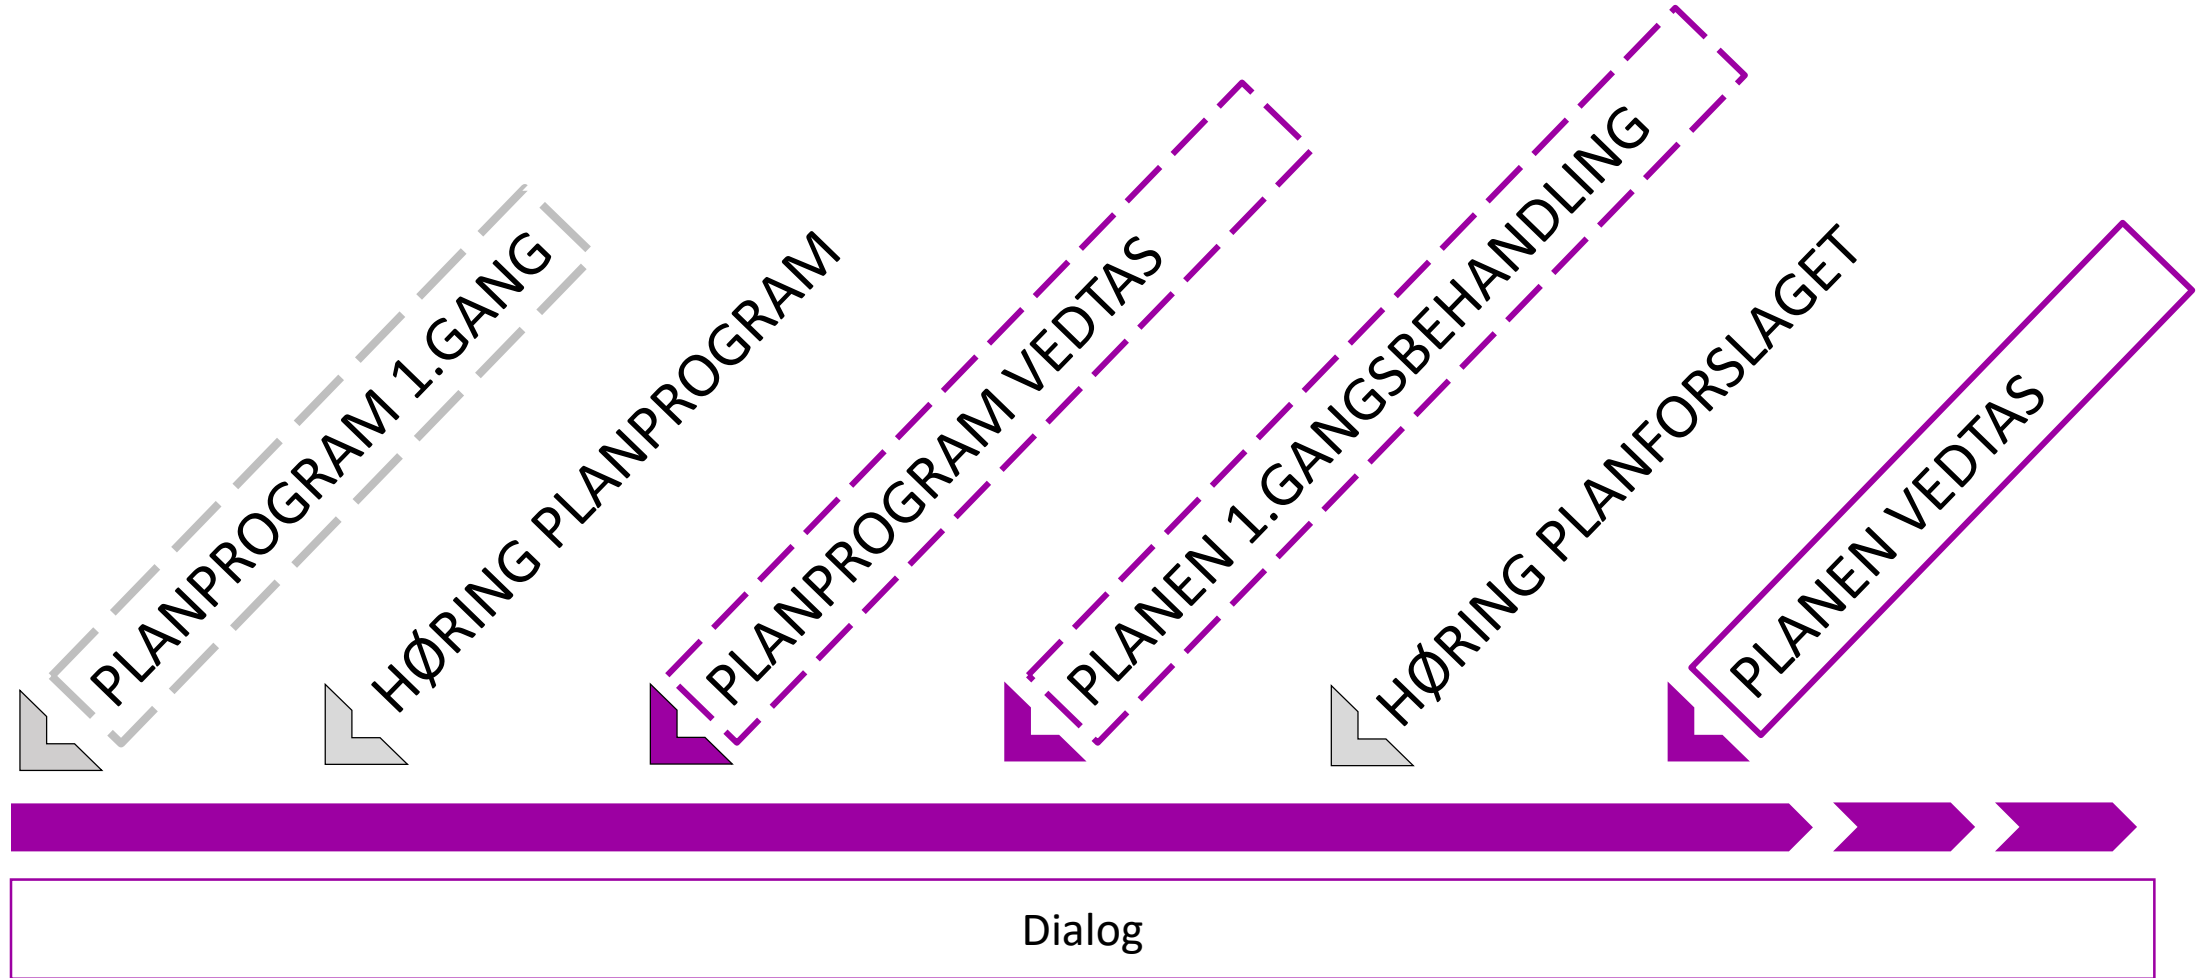 PLANPROGRAM 1.GANG
HØRING PLANPROGRAM
PLANPROGRAM VEDTAS
PLANEN 1.GANGSBEHANDLING
HØRING PLANFORSLAGET
PLANEN VEDTAS
Dialog